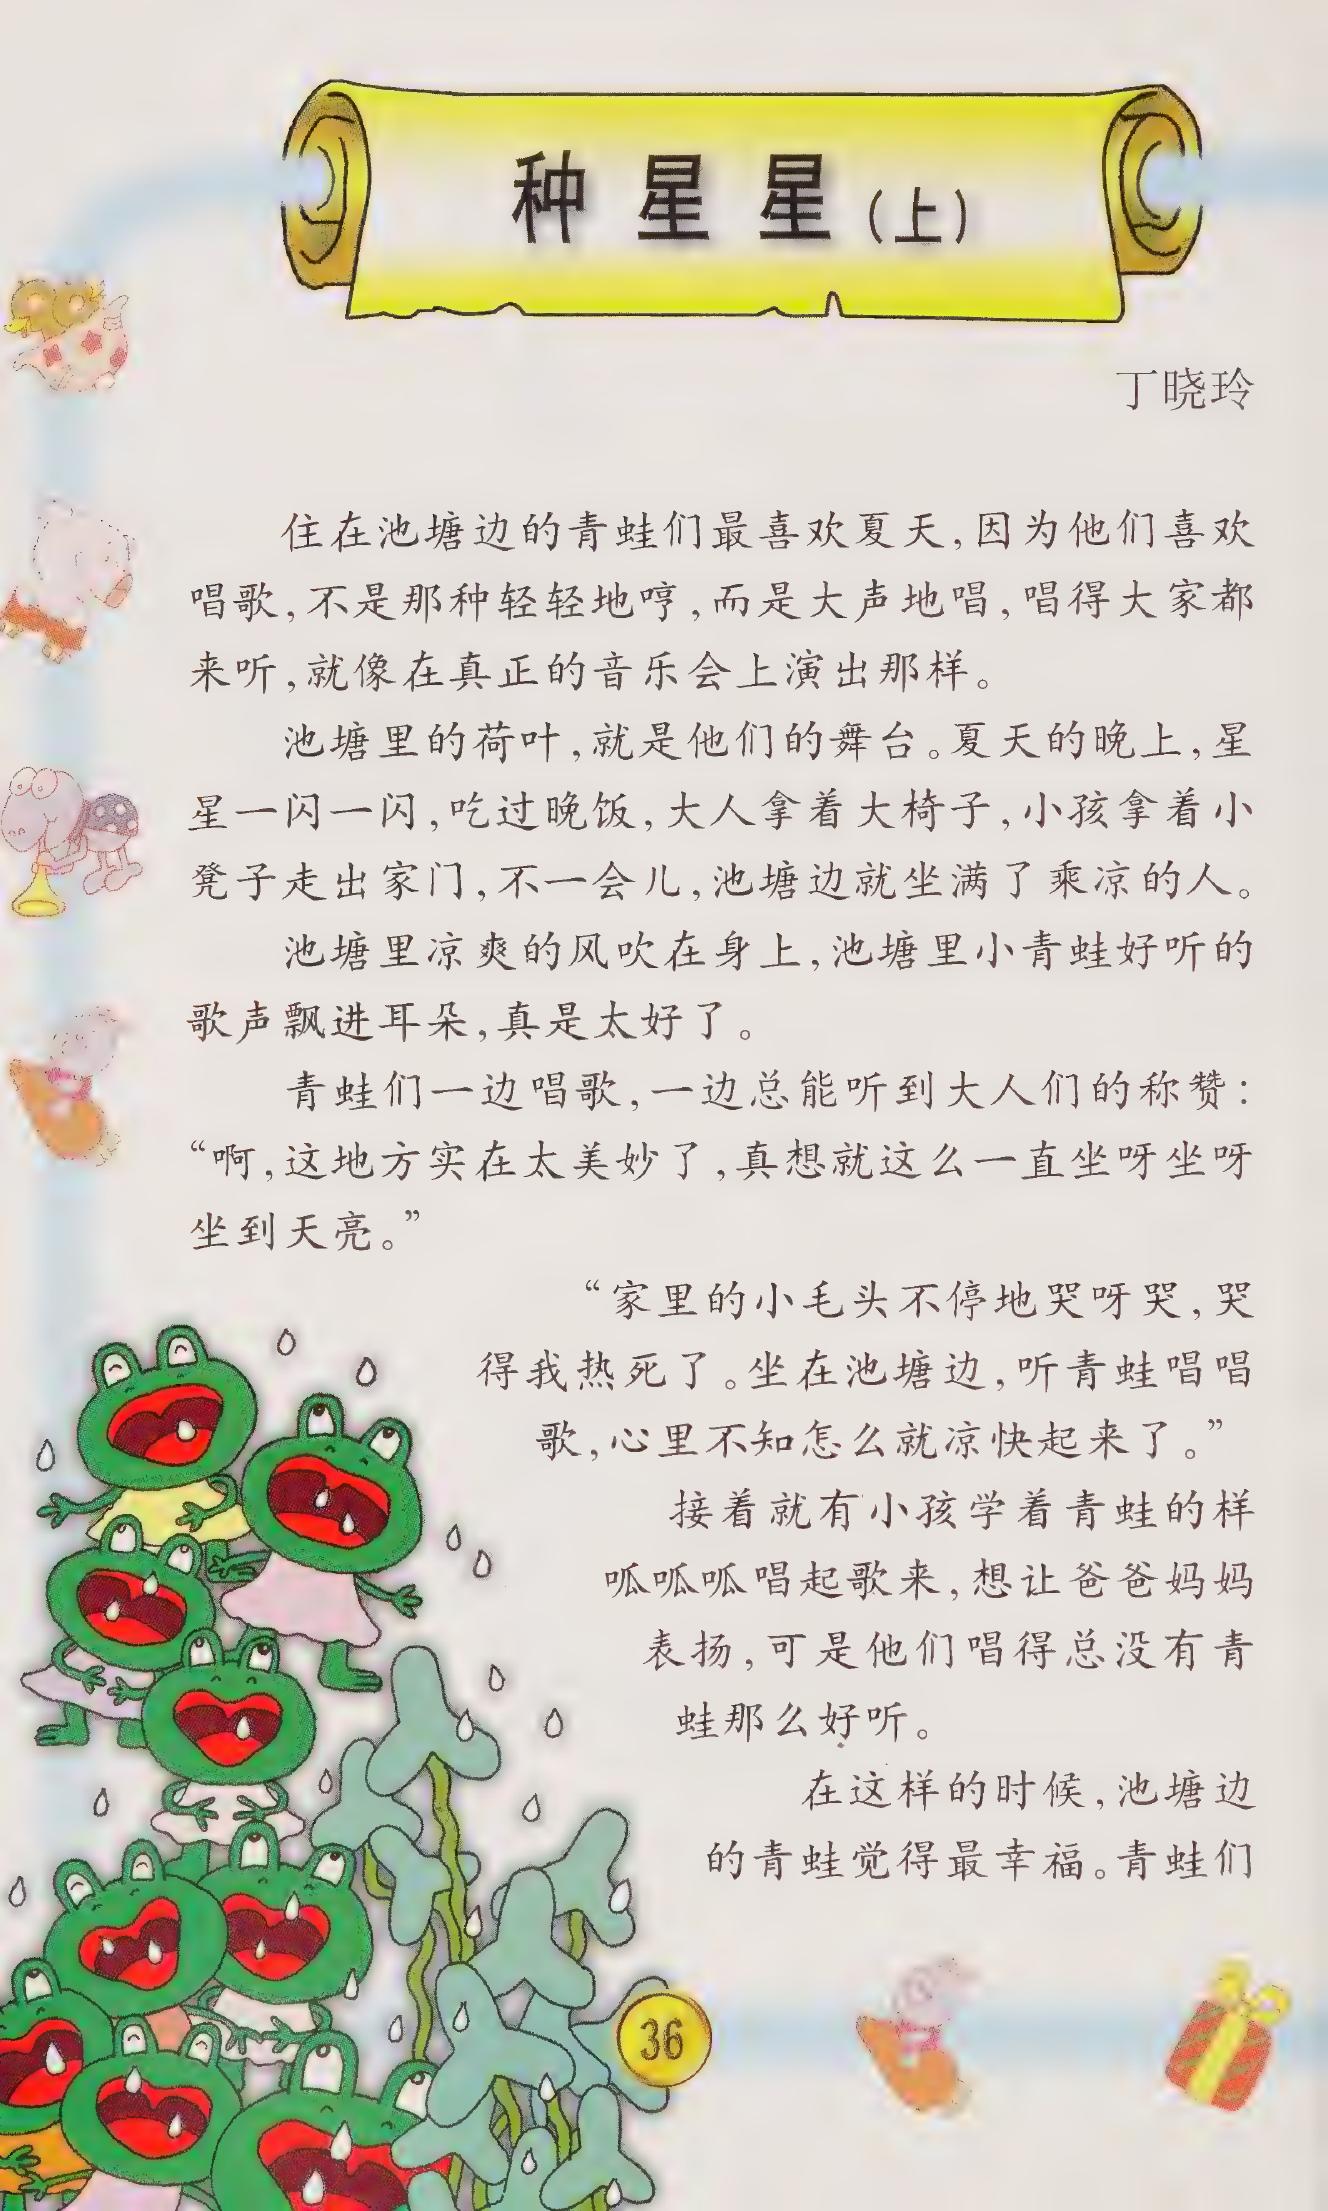 种星星(上)
丁晓玲
住在池塘边的青蛙们最喜欢夏天,因为他们喜欢
唱歌,不是那种轻轻地哼,而是大声地唱,唱得大家都
来听,就像在真正的音乐会上演出那样。
池塘里的荷叶,就是他们的舞台。夏天的晚上,星
星一闪一闪,吃过晚饭,大人拿着大椅子,小孩拿着小
凳子走出家门,不一会儿,池塘边就坐满了乘凉的人。
池塘里凉爽的风吹在身上,池塘里小青蛙好听的
歌声飘进耳朵,真是太好了。
青蛙们一边唱歌,一边总能听到大人们的称赞:
“啊,这地方实在太美妙了,真想就这么一直坐呀坐呀
坐到天亮。”
“家里的小毛头不停地哭呀哭,哭
得我热死了。坐在池塘边,听青蛙唱唱
歌,心里不知怎么就凉快起来了。”
接着就有小孩学着青蛙的样
呱呱呱唱起歌来,想让爸爸妈妈
表扬,可是他们唱得总没有青
蛙那么好听。
在这样的时候,池塘边
的青蛙觉得最幸福。青蛙们
36